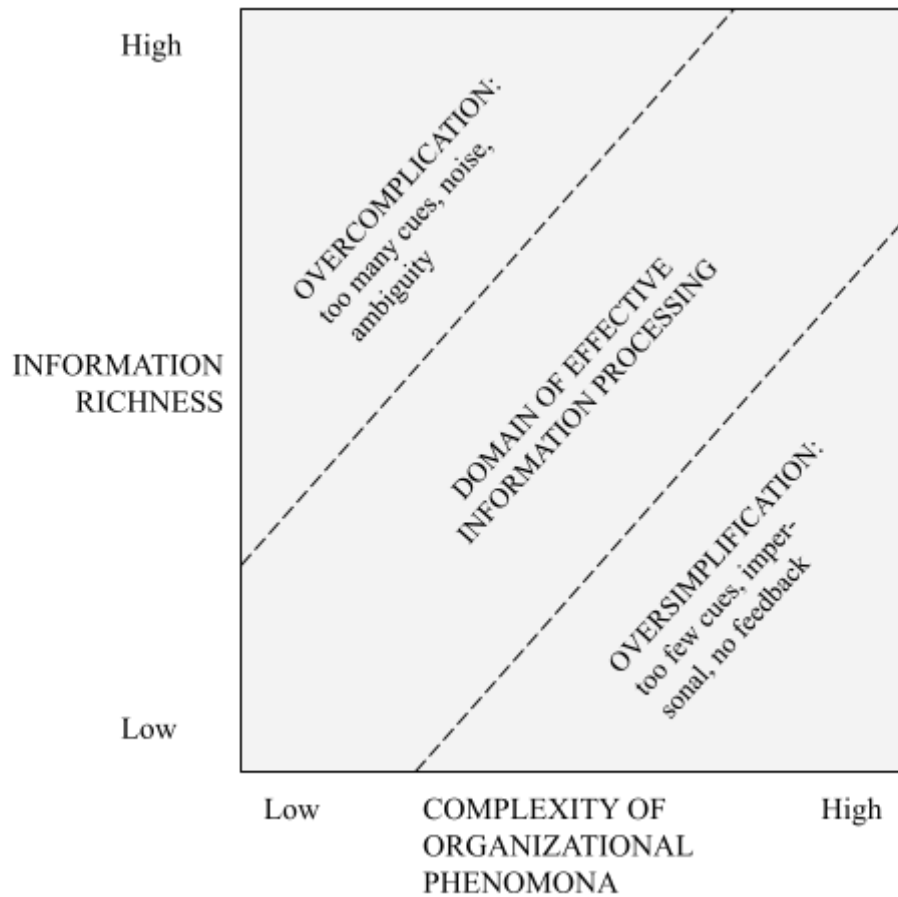 High
OVERCOMPLICATION:
too many cues, noise,
ambiguity
INFORMATION
RICHNESS
DOMAIN OF EFFECTIVE
INFORMATION PROCESSING
OVERSIMPLIFICATION:
too few cues, imper-
sonal, no feedback
Low
Low
COMPLEXITY OF
ORGANIZATIONAL
PHENOMONA
High